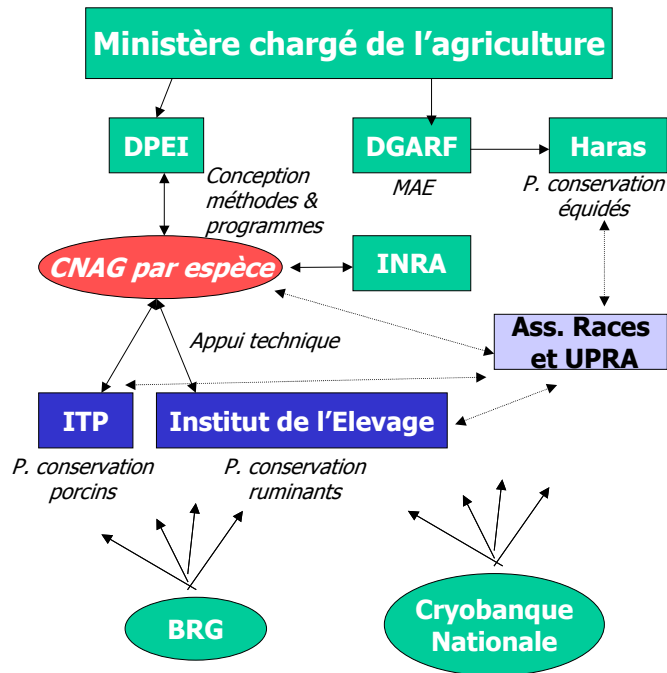 Ministère chargé de l'agriculture
DPEI
DGARF
Haras
Conception
méthodes &
programmes
MAE
P. conservation
équidés
CNAG par espèce
INRA
Ass. Races
et UPRA
Appui technique
ITP
Institut de l'Elevage
P. conservation
porcins
P. conservation
ruminants
BRG
Cryobanque
Nationale